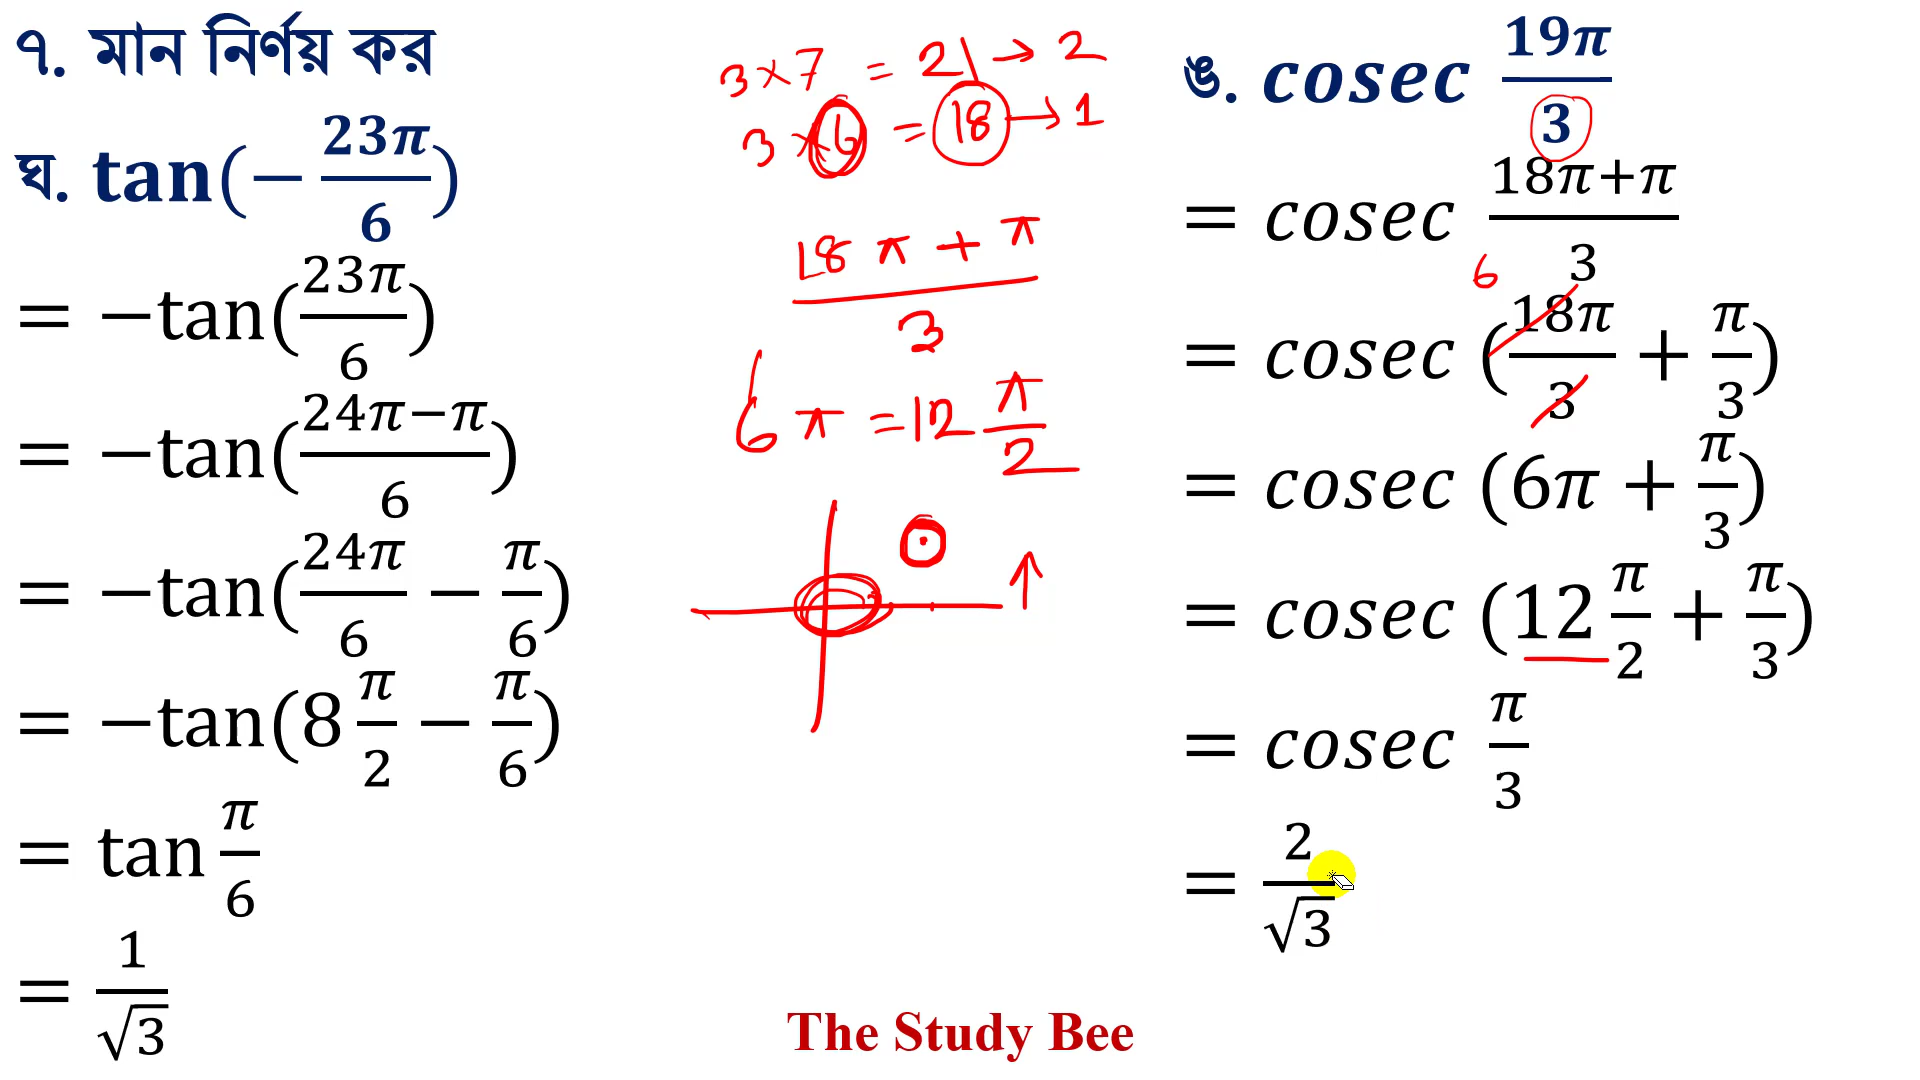 ৭. মান নির্ণয় কর
ঘ. tan(−23π/6)
= −tan(23π/6)
= −tan((24π−π)/6)
= −tan(24π/6 − π/6)
= −tan(8 π/2 − π/6)
= tan π/6
= 1/√3
3 × 7 = 21 → 2
3 × 6 = 18 → 1
(18π + π)/3
6π = 12 π/2
ঙ. cosec 19π/3
= cosec (18π+π)/3
6
= cosec (18π/3 + π/3)
= cosec (6π + π/3)
= cosec (12 π/2 + π/3)
= cosec π/3
= 2/√3
The Study Bee